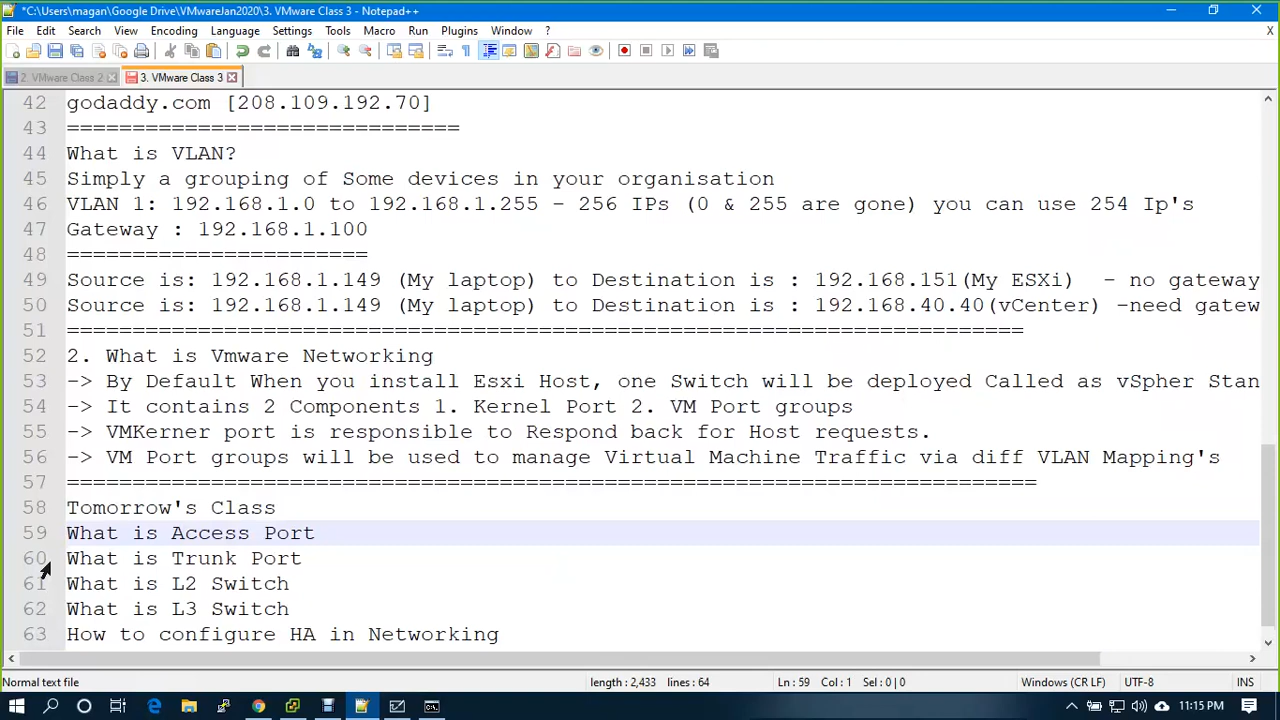 *C:\Users\magan\Google Drive\VMwareJan2020\3. VMware Class 3 - Notepad++
File Edit Search View Encoding Language Settings Tools Macro Run Plugins Window ? X
2. VMware Class 2 3. VMware Class 3
42 godaddy.com [208.109.192.70]
43 ==============================
44 What is VLAN?
45 Simply a grouping of Some devices in your organisation
46 VLAN 1: 192.168.1.0 to 192.168.1.255 - 256 IPs (0 & 255 are gone) you can use 254 Ip's
47 Gateway : 192.168.1.100
48 =======================
49 Source is: 192.168.1.149 (My laptop) to Destination is : 192.168.151(My ESXi)  - no gateway
50 Source is: 192.168.1.149 (My laptop) to Destination is : 192.168.40.40(vCenter) -need gatew
51 =========================================================================
52 2. What is Vmware Networking
53 -> By Default When you install Esxi Host, one Switch will be deployed Called as vSpher Stan
54 -> It contains 2 Components 1. Kernel Port 2. VM Port groups
55 -> VMKerner port is responsible to Respond back for Host requests.
56 -> VM Port groups will be used to manage Virtual Machine Traffic via diff VLAN Mapping's
57 ==========================================================================
58 Tomorrow's Class
59 What is Access Port
60 What is Trunk Port
61 What is L2 Switch
62 What is L3 Switch
63 How to configure HA in Networking
Normal text file length : 2,433 lines : 64 Ln : 59 Col : 1 Sel : 0 | 0 Windows (CR LF) UTF-8 INS
11:15 PM